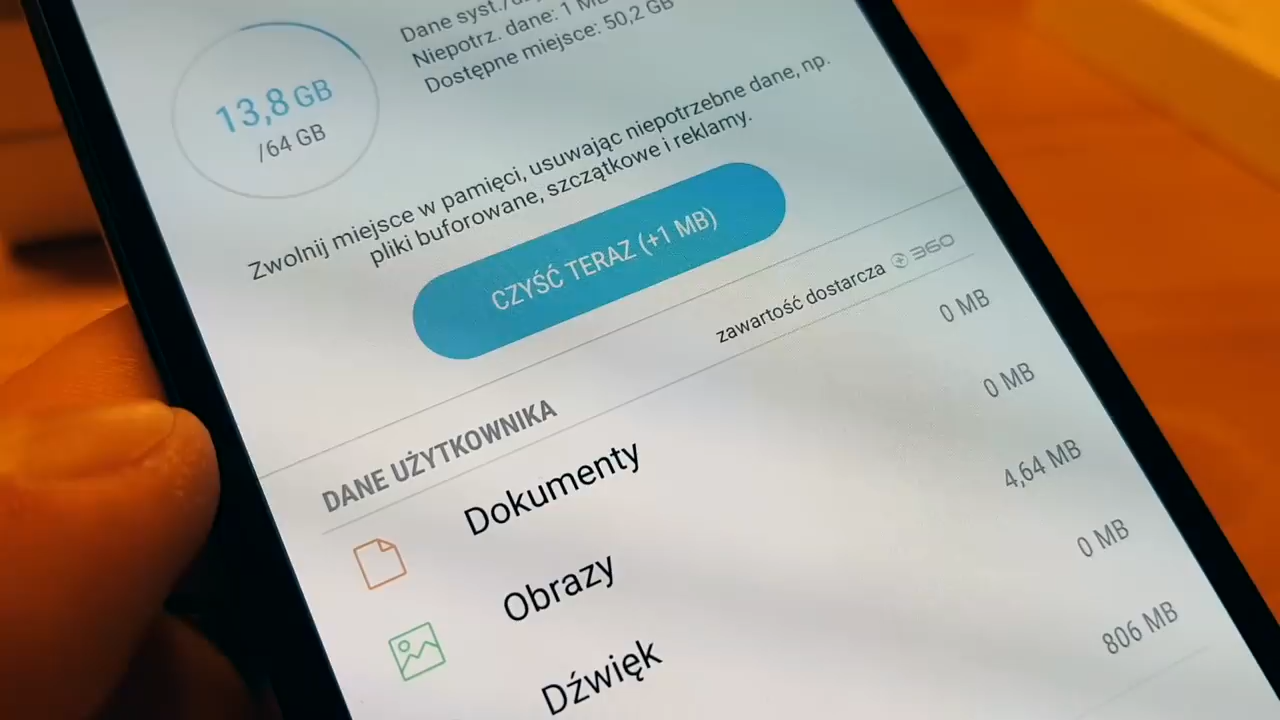 Dane syst./
Niepotrz. dane: 1 MB
Dostępne miejsce: 50,2 GB
13,8 GB
/64 GB
Zwolnij miejsce w pamięci, usuwając niepotrzebne dane, np.
pliki buforowane, szczątkowe i reklamy.
CZYŚĆ TERAZ (+1 MB)
zawartość dostarcza 360
DANE UŻYTKOWNIKA
Dokumenty 0 MB
Obrazy 0 MB
Dźwięk 4,64 MB
0 MB
806 MB